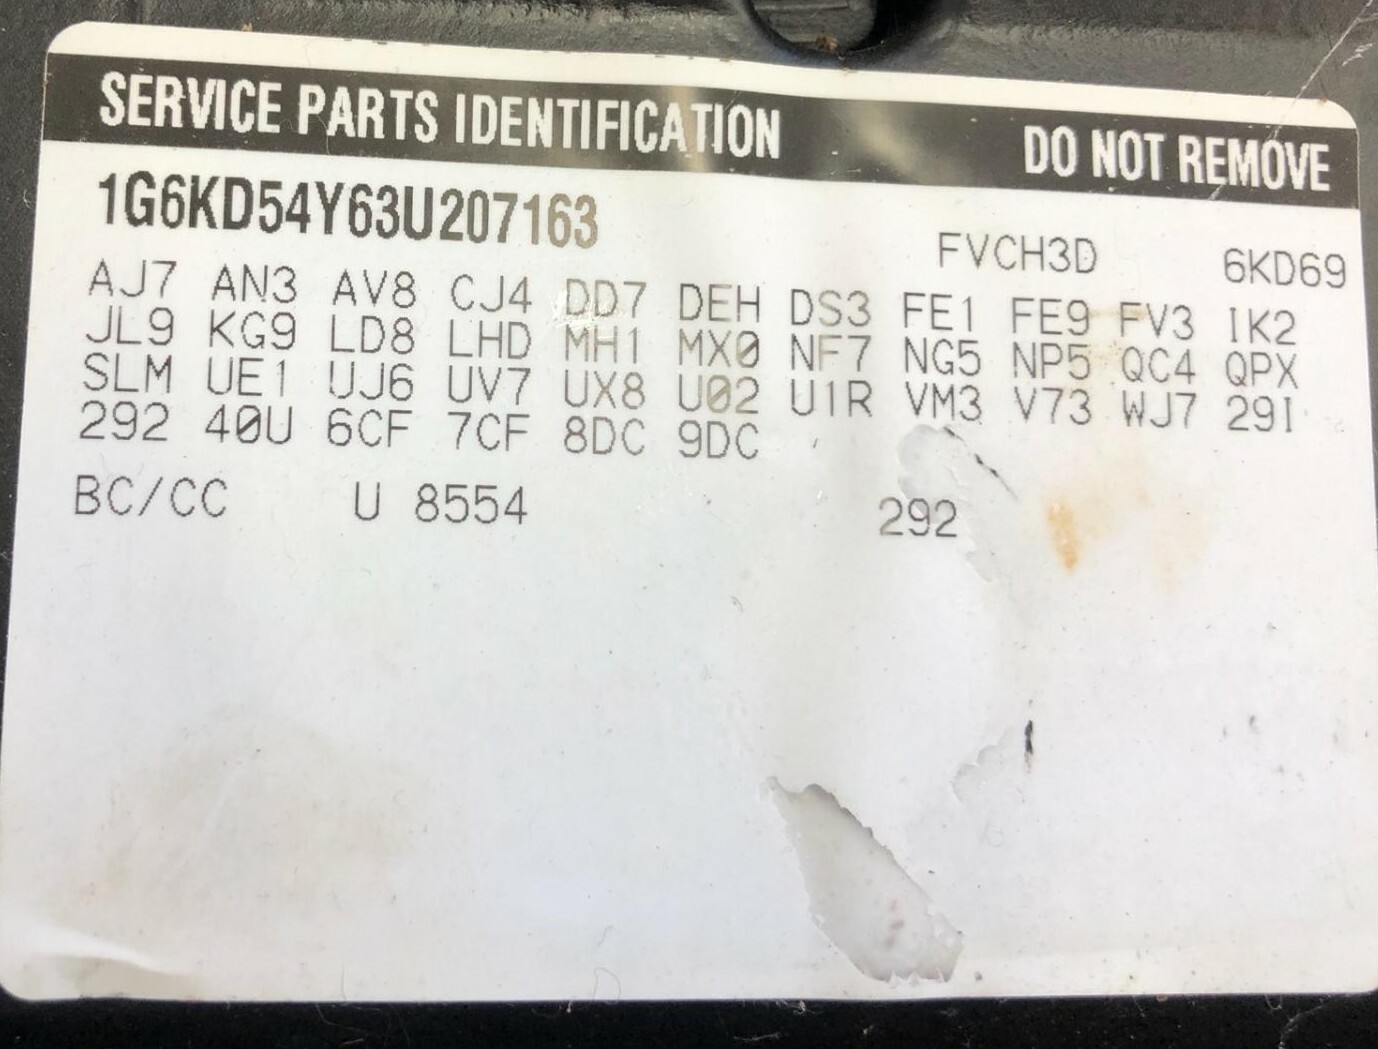 SERVICE PARTS IDENTIFICATION DO NOT REMOVE
1G6KD54Y63U207163 FVCH3D 6KD69
AJ7 AN3 AV8 CJ4 DD7 DEH DS3 FE1 FE9 FV3 IK2
JL9 KG9 LD8 LHD MH1 MX0 NF7 NG5 NP5 QC4 QPX
SLM UE1 UJ6 UV7 UX8 U02 U1R VM3 V73 WJ7 29I
292 40U 6CF 7CF 8DC 9DC
BC/CC U 8554 292